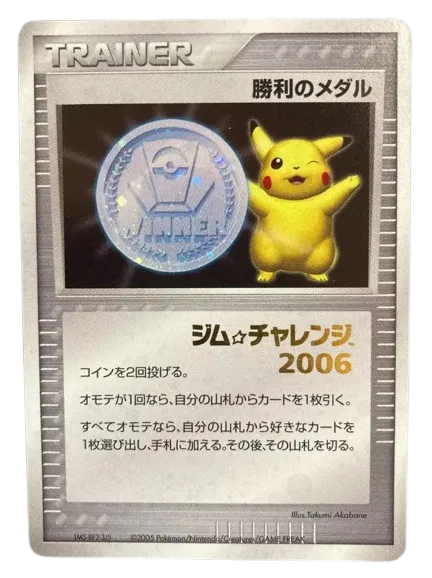 TRAINER
勝利のメダル
WINNER
ジム☆チャレンジ
2006
コインを2回投げる。
オモテが1回なら、自分の山札からカードを1枚引く。
すべてオモテなら、自分の山札から好きなカードを
1枚選び出し、手札に加える。その後、その山札を切る。
Illus.Takumi Akabane
©2005 Pokémon/Nintendo/Creatures/GAME FREAK